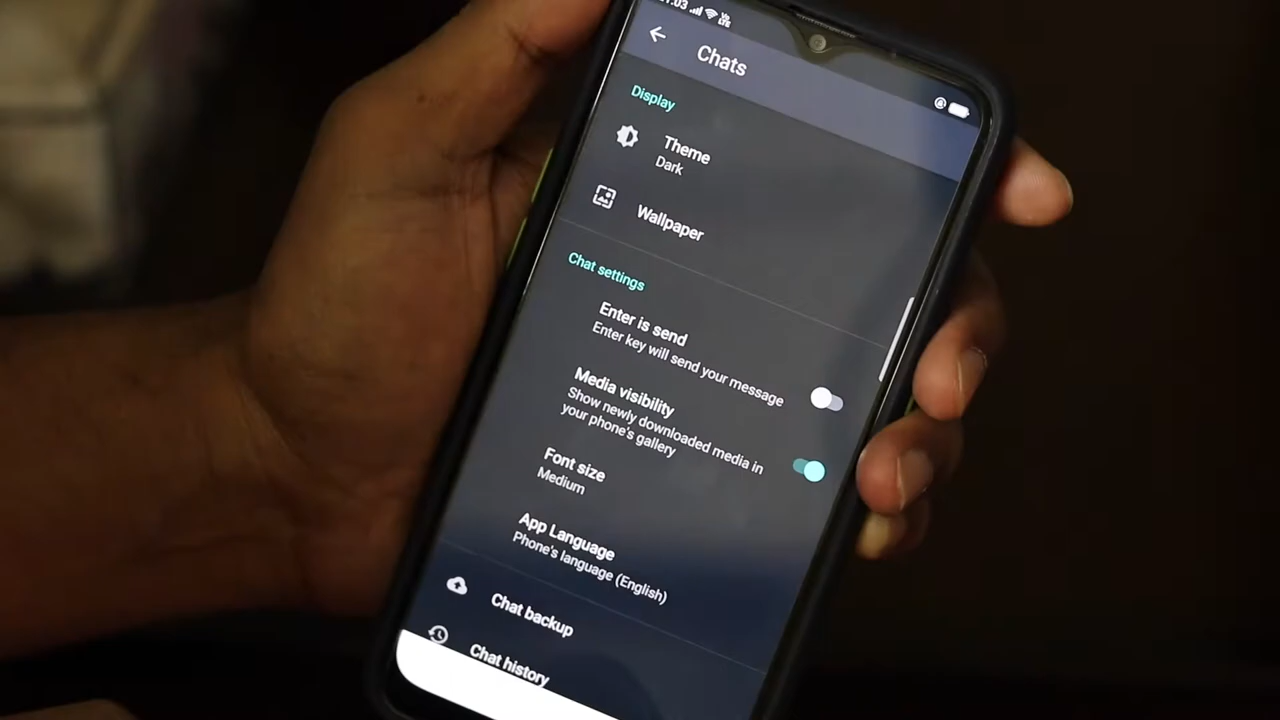 Chats
Display
Theme
Dark
Wallpaper
Chat settings
Enter is send
Enter key will send your message
Media visibility
Show newly downloaded media in
your phone's gallery
Font size
Medium
App Language
Phone's language (English)
Chat backup
Chat history